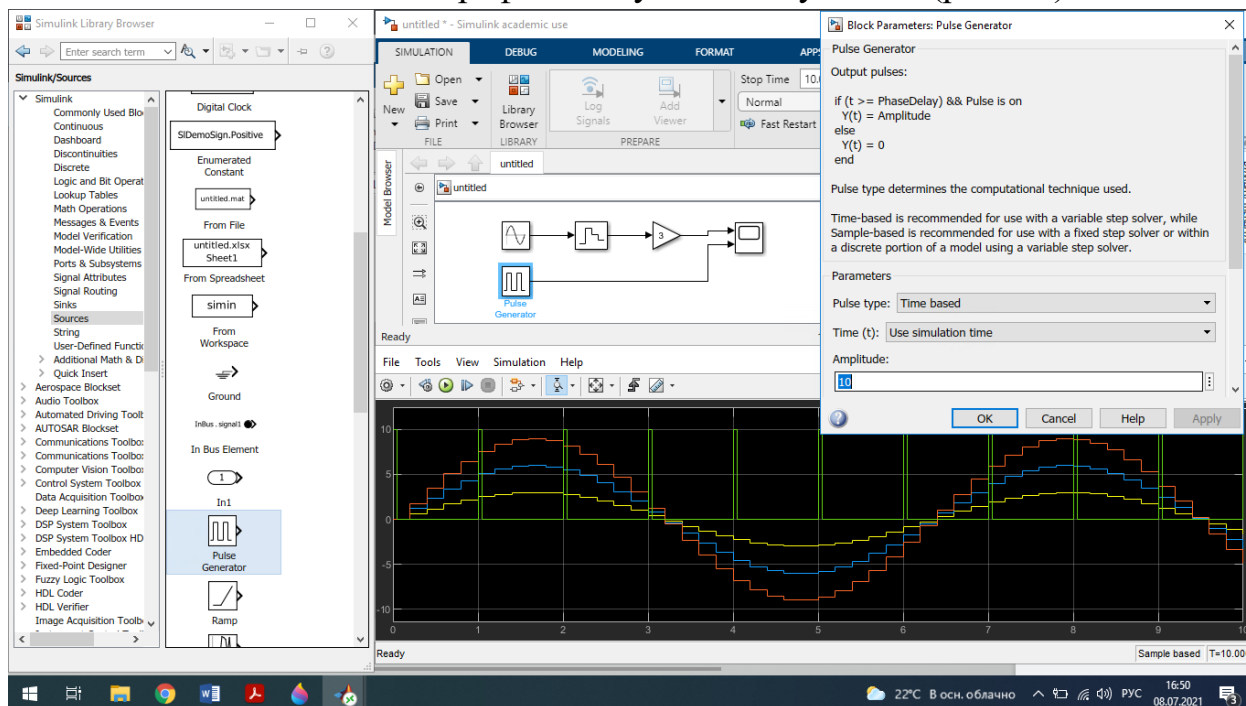 Simulink Library Browser
Enter search term
Simulink/Sources
Simulink
Commonly Used Blo
Continuous
Dashboard
Discontinuities
Discrete
Logic and Bit Operat
Lookup Tables
Math Operations
Messages & Events
Model Verification
Model-Wide Utilities
Ports & Subsystems
Signal Attributes
Signal Routing
Sinks
Sources
String
User-Defined Functic
Additional Math & Di
Quick Insert
Aerospace Blockset
Audio Toolbox
Automated Driving Toolb
AUTOSAR Blockset
Communications Toolbo
Communications Toolbo
Computer Vision Toolbo
Control System Toolbox
Data Acquisition Toolbox
Deep Learning Toolbox
DSP System Toolbox
DSP System Toolbox HD
Embedded Coder
Fixed-Point Designer
Fuzzy Logic Toolbox
HDL Coder
HDL Verifier
Image Acquisition Toolb
Digital Clock
SlDemoSign.Positive
Enumerated
Constant
untitled.mat
From File
untitled.xlsx
Sheet1
From Spreadsheet
simin
From
Workspace
Ground
InBus.signal1
In Bus Element
1
In1
Pulse
Generator
Ramp
untitled * - Simulink academic use
SIMULATION DEBUG MODELING FORMAT APPS
New
Open
Save
Print
FILE
Library
Browser
LIBRARY
Log
Signals
Add
Viewer
PREPARE
Stop Time 10.
Normal
Fast Restart
untitled
Model Browser
untitled
3
Pulse
Generator
Ready
File Tools View Simulation Help
10
5
0
-5
-10
0 1 2 3 4 5 6 7 8 9 10
Ready
Sample based T=10.00
Block Parameters: Pulse Generator
Pulse Generator
Output pulses:
if (t >= PhaseDelay) && Pulse is on
Y(t) = Amplitude
else
Y(t) = 0
end
Pulse type determines the computational technique used.
Time-based is recommended for use with a variable step solver, while
Sample-based is recommended for use with a fixed step solver or within
a discrete portion of a model using a variable step solver.
Parameters
Pulse type: Time based
Time (t): Use simulation time
Amplitude:
10
OK Cancel Help Apply
22°C В осн. облачно
РУС
16:50
08.07.2021
3